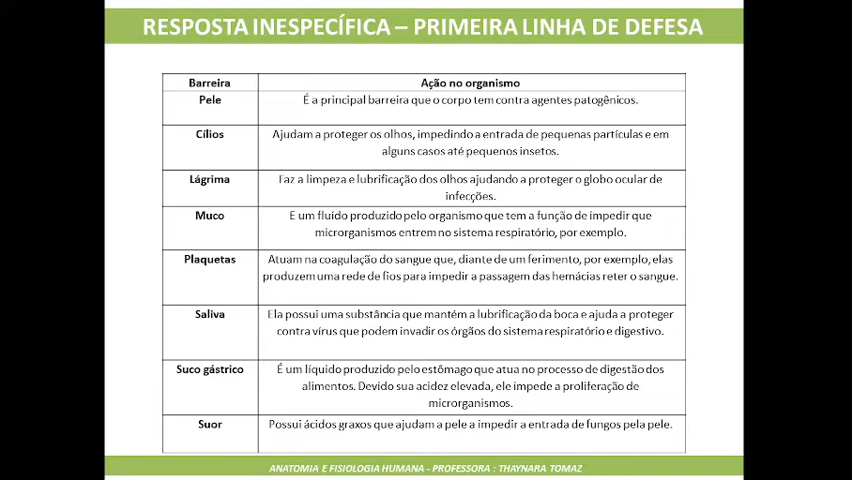 RESPOSTA INESPECÍFICA – PRIMEIRA LINHA DE DEFESA
Barreira Ação no organismo
Pele É a principal barreira que o corpo tem contra agentes patogênicos.
Cílios Ajudam a proteger os olhos, impedindo a entrada de pequenas partículas e em
alguns casos até pequenos insetos.
Lágrima Faz a limpeza e lubrificação dos olhos ajudando a proteger o globo ocular de
infecções.
Muco E um fluído produzido pelo organismo que tem a função de impedir que
microrganismos entrem no sistema respiratório, por exemplo.
Plaquetas Atuam na coagulação do sangue que, diante de um ferimento, por exemplo, elas
produzem uma rede de fios para impedir a passagem das hemácias reter o sangue.
Saliva Ela possui uma substância que mantém a lubrificação da boca e ajuda a proteger
contra vírus que podem invadir os órgãos do sistema respiratório e digestivo.
Suco gástrico É um líquido produzido pelo estômago que atua no processo de digestão dos
alimentos. Devido sua acidez elevada, ele impede a proliferação de
microrganismos.
Suor Possui ácidos graxos que ajudam a pele a impedir a entrada de fungos pela pele.
ANATOMIA E FISIOLOGIA HUMANA - PROFESSORA : THAYNARA TOMAZ